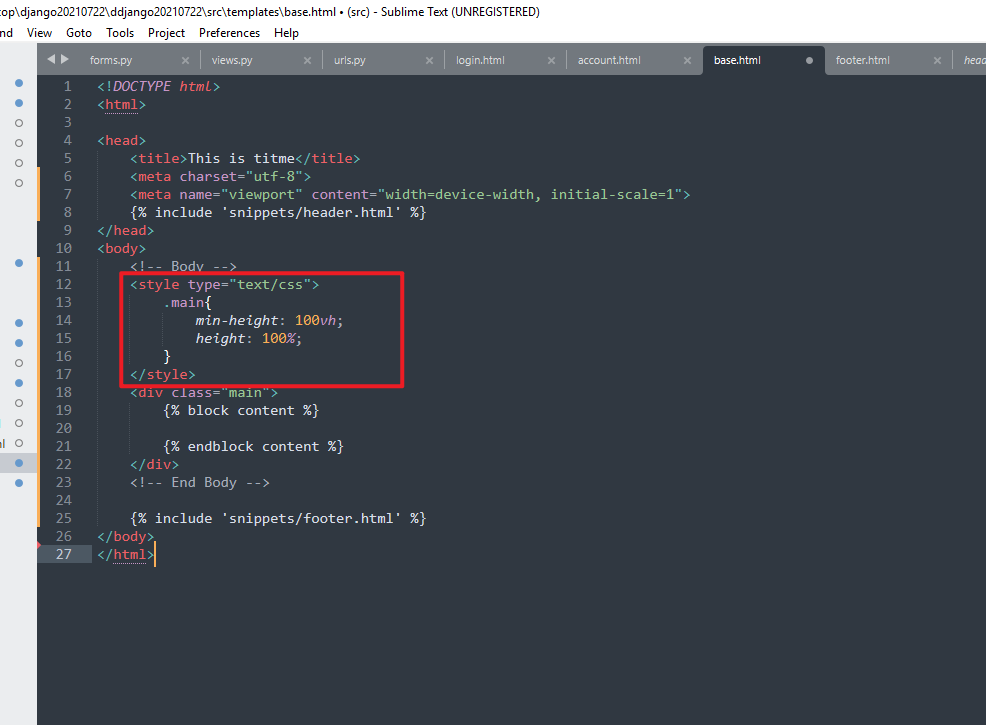 top\django20210722\ddjango20210722\src\templates\base.html • (src) - Sublime Text (UNREGISTERED)
nd View Goto Tools Project Preferences Help
forms.py × views.py × urls.py × login.html × account.html × base.html footer.html × head
1 <!DOCTYPE html>
2 <html>
3
4 <head>
5 <title>This is titme</title>
6 <meta charset="utf-8">
7 <meta name="viewport" content="width=device-width, initial-scale=1">
8 {% include 'snippets/header.html' %}
9 </head>
10 <body>
11 <!-- Body -->
12 <style type="text/css">
13 .main{
14 min-height: 100vh;
15 height: 100%;
16 }
17 </style>
18 <div class="main">
19 {% block content %}
20
21 {% endblock content %}
22 </div>
23 <!-- End Body -->
24
25 {% include 'snippets/footer.html' %}
26 </body>
27 </html>